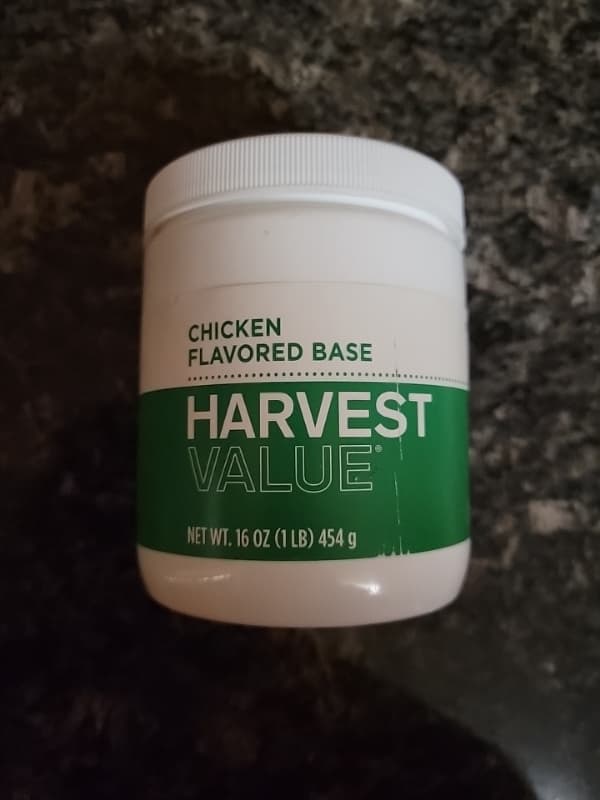 CHICKEN
FLAVORED BASE
HARVEST
VALUE®
NET WT. 16 OZ (1 LB) 454 g